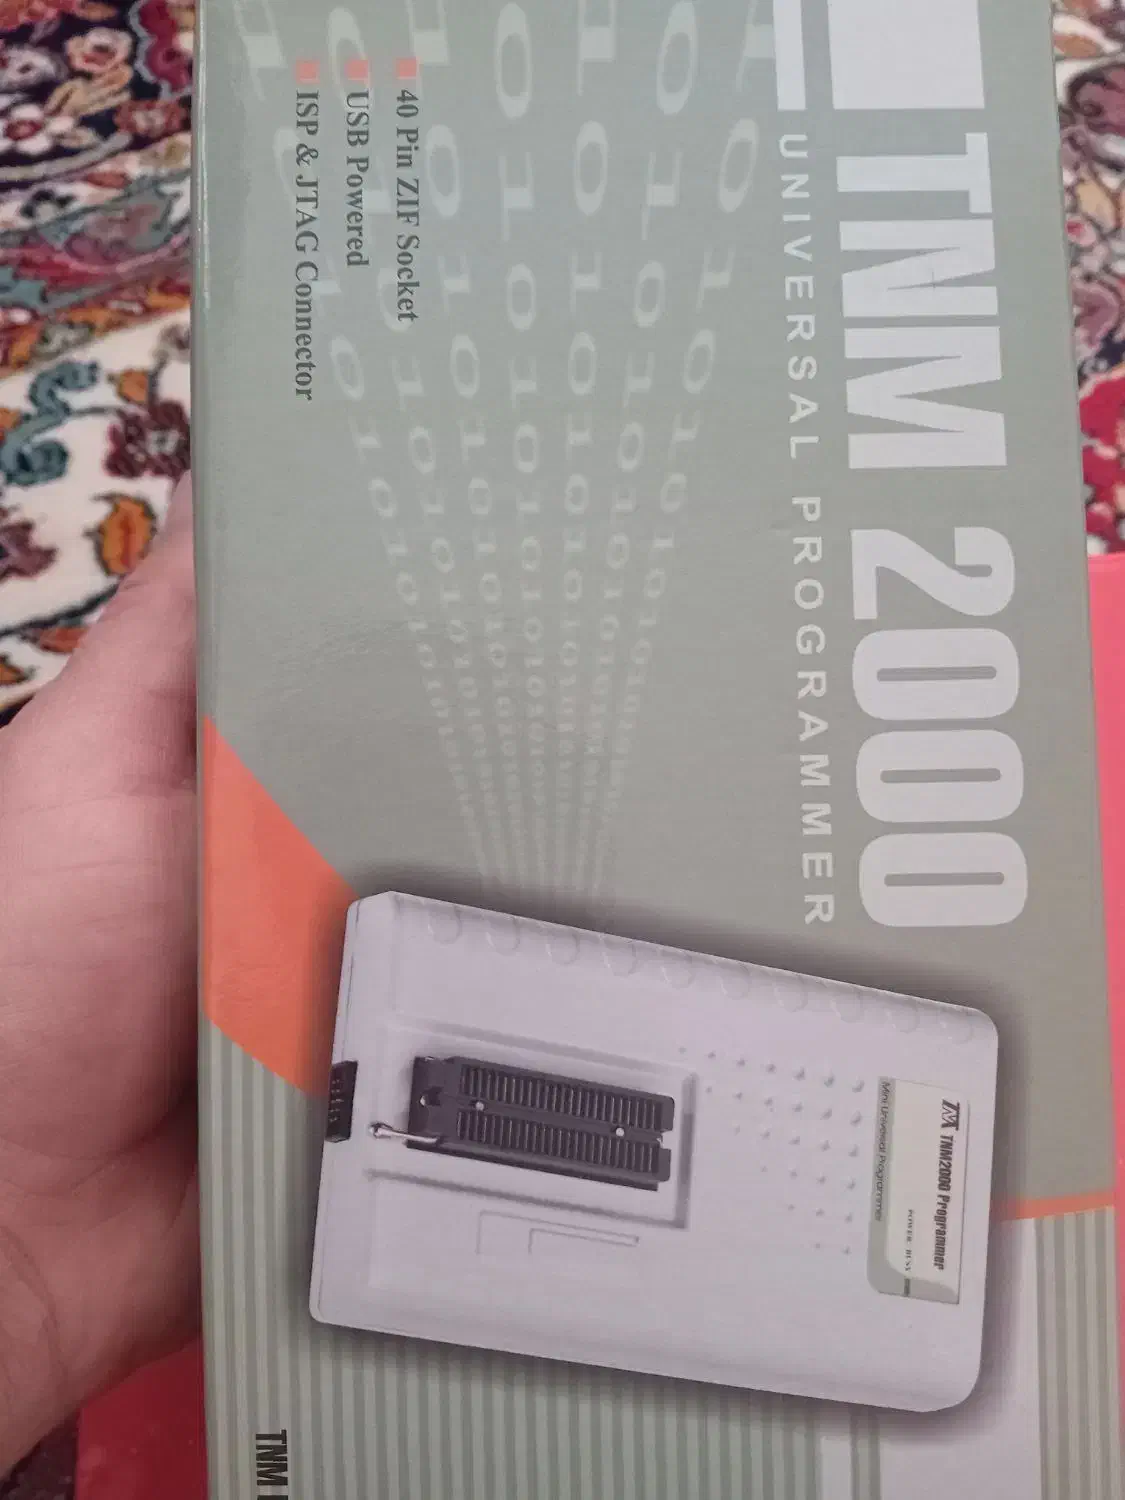 TNM 2000
UNIVERSAL PROGRAMMER
40 Pin ZIF Socket
USB Powered
ISP & JTAG Connector
TNM2000 Programmer
POWER BUSY
Mini Universal Programmer
TNM